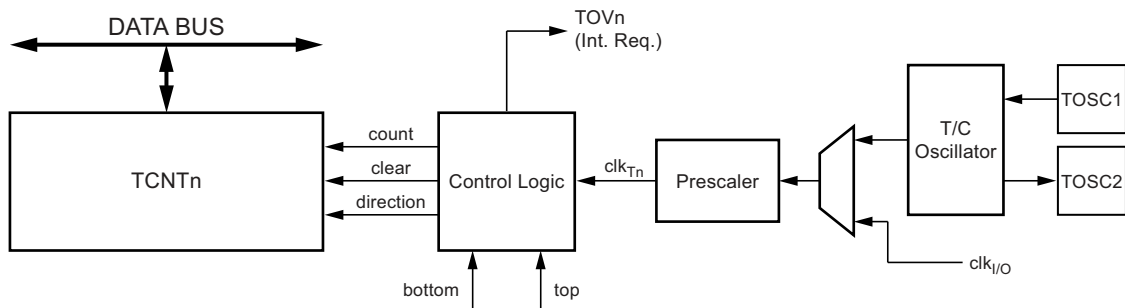 DATA BUS
TOVn
(Int. Req.)
TCNTn
count
clear
direction
Control Logic
clkTn
Prescaler
T/C
Oscillator
TOSC1
TOSC2
bottom
top
clkI/O